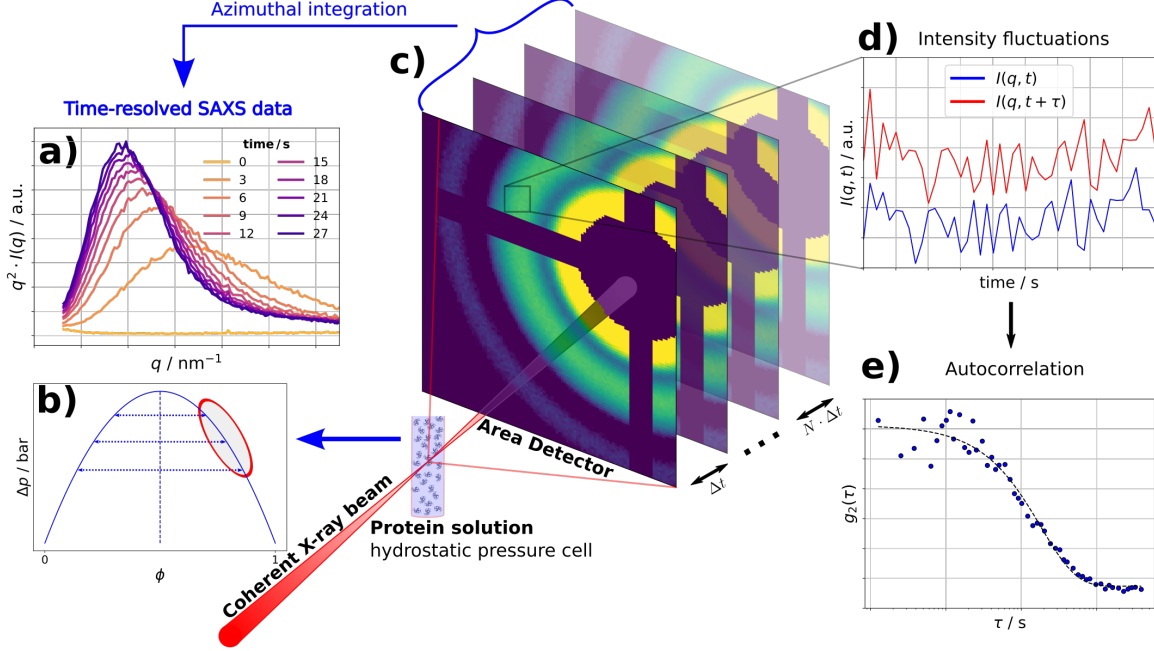 Azimuthal integration
Time-resolved SAXS data
a)
time/s
0
3
6
9
12
15
18
21
24
27
q² · I(q) / a.u.
q / nm⁻¹
b)
Δp / bar
0
1
ϕ
c)
Area Detector
Δt
N · Δt
Protein solution
hydrostatic pressure cell
Coherent X-ray beam
d)
Intensity fluctuations
I(q, t)
I(q, t + τ)
I(q, t) / a.u.
time / s
e)
Autocorrelation
g₂(τ)
τ / s